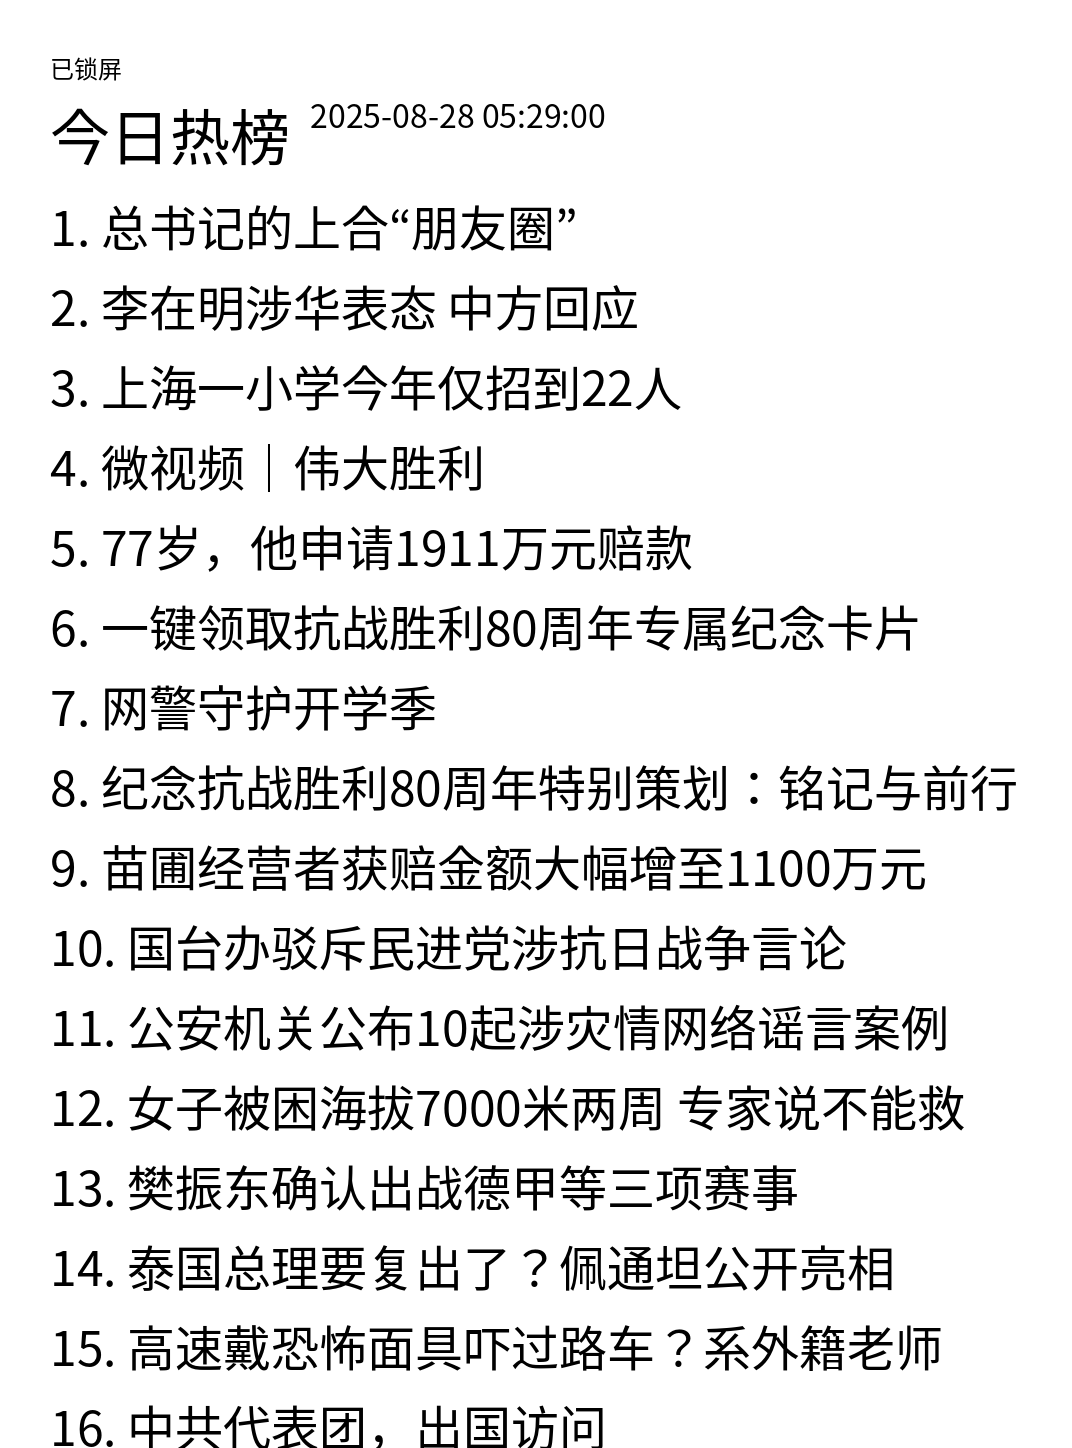 已锁屏
今日热榜 2025-08-28 05:29:00
1. 总书记的上合“朋友圈”
2. 李在明涉华表态 中方回应
3. 上海一小学今年仅招到22人
4. 微视频｜伟大胜利
5. 77岁，他申请1911万元赔款
6. 一键领取抗战胜利80周年专属纪念卡片
7. 网警守护开学季
8. 纪念抗战胜利80周年特别策划：铭记与前行
9. 苗圃经营者获赔金额大幅增至1100万元
10. 国台办驳斥民进党涉抗日战争言论
11. 公安机关公布10起涉灾情网络谣言案例
12. 女子被困海拔7000米两周 专家说不能救
13. 樊振东确认出战德甲等三项赛事
14. 泰国总理要复出了？佩通坦公开亮相
15. 高速戴恐怖面具吓过路车？系外籍老师
16. 中共代表团，出国访问